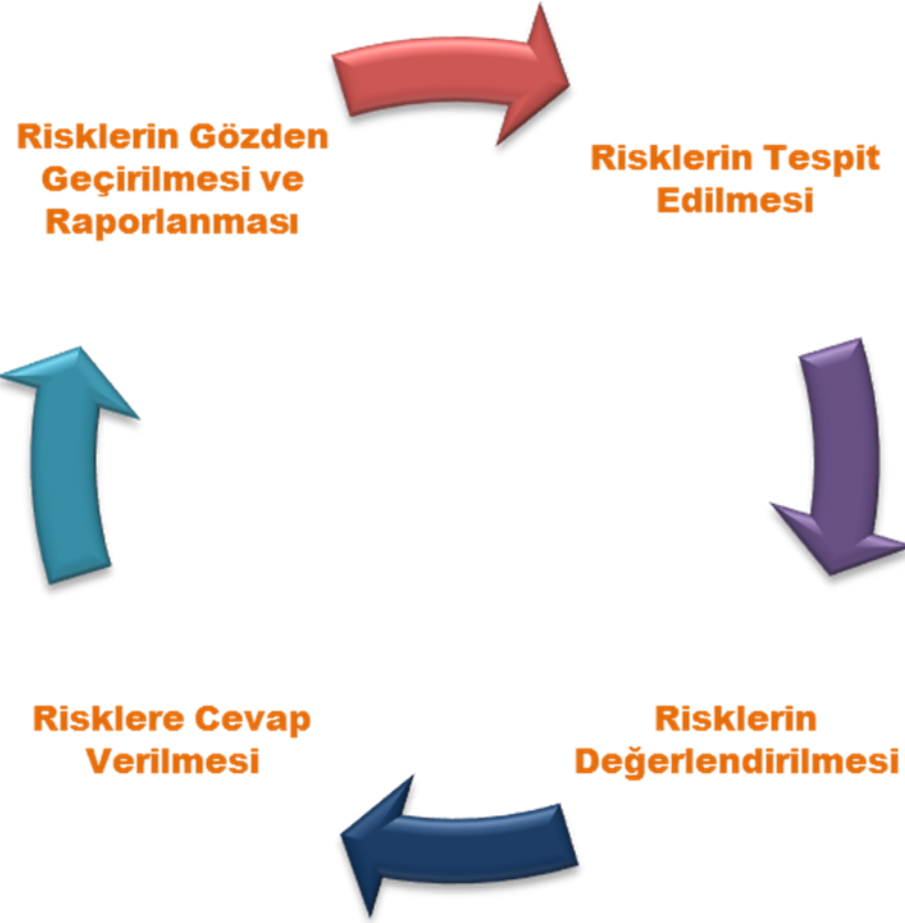 Risklerin Gözden
Geçirilmesi ve
Raporlanması
Risklerin Tespit
Edilmesi
Risklere Cevap
Verilmesi
Risklerin
Değerlendirilmesi